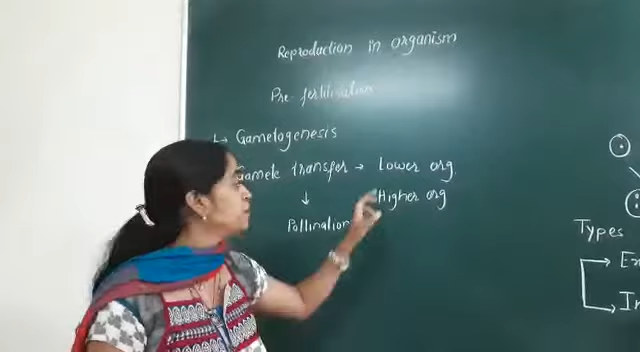 Reproduction in organism
Pre-fertilisation
↳ Gametogenesis
Gamete transfer → Lower org.
↓ Higher org
Pollination
Types